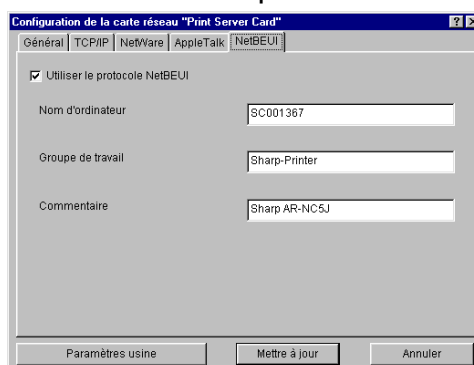 Configuration de la carte réseau "Print Server Card"
Général TCP/IP NetWare AppleTalk NetBEUI
Utiliser le protocole NetBEUI
Nom d'ordinateur SC001367
Groupe de travail Sharp-Printer
Commentaire Sharp AR-NC5J
Paramètres usine Mettre à jour Annuler